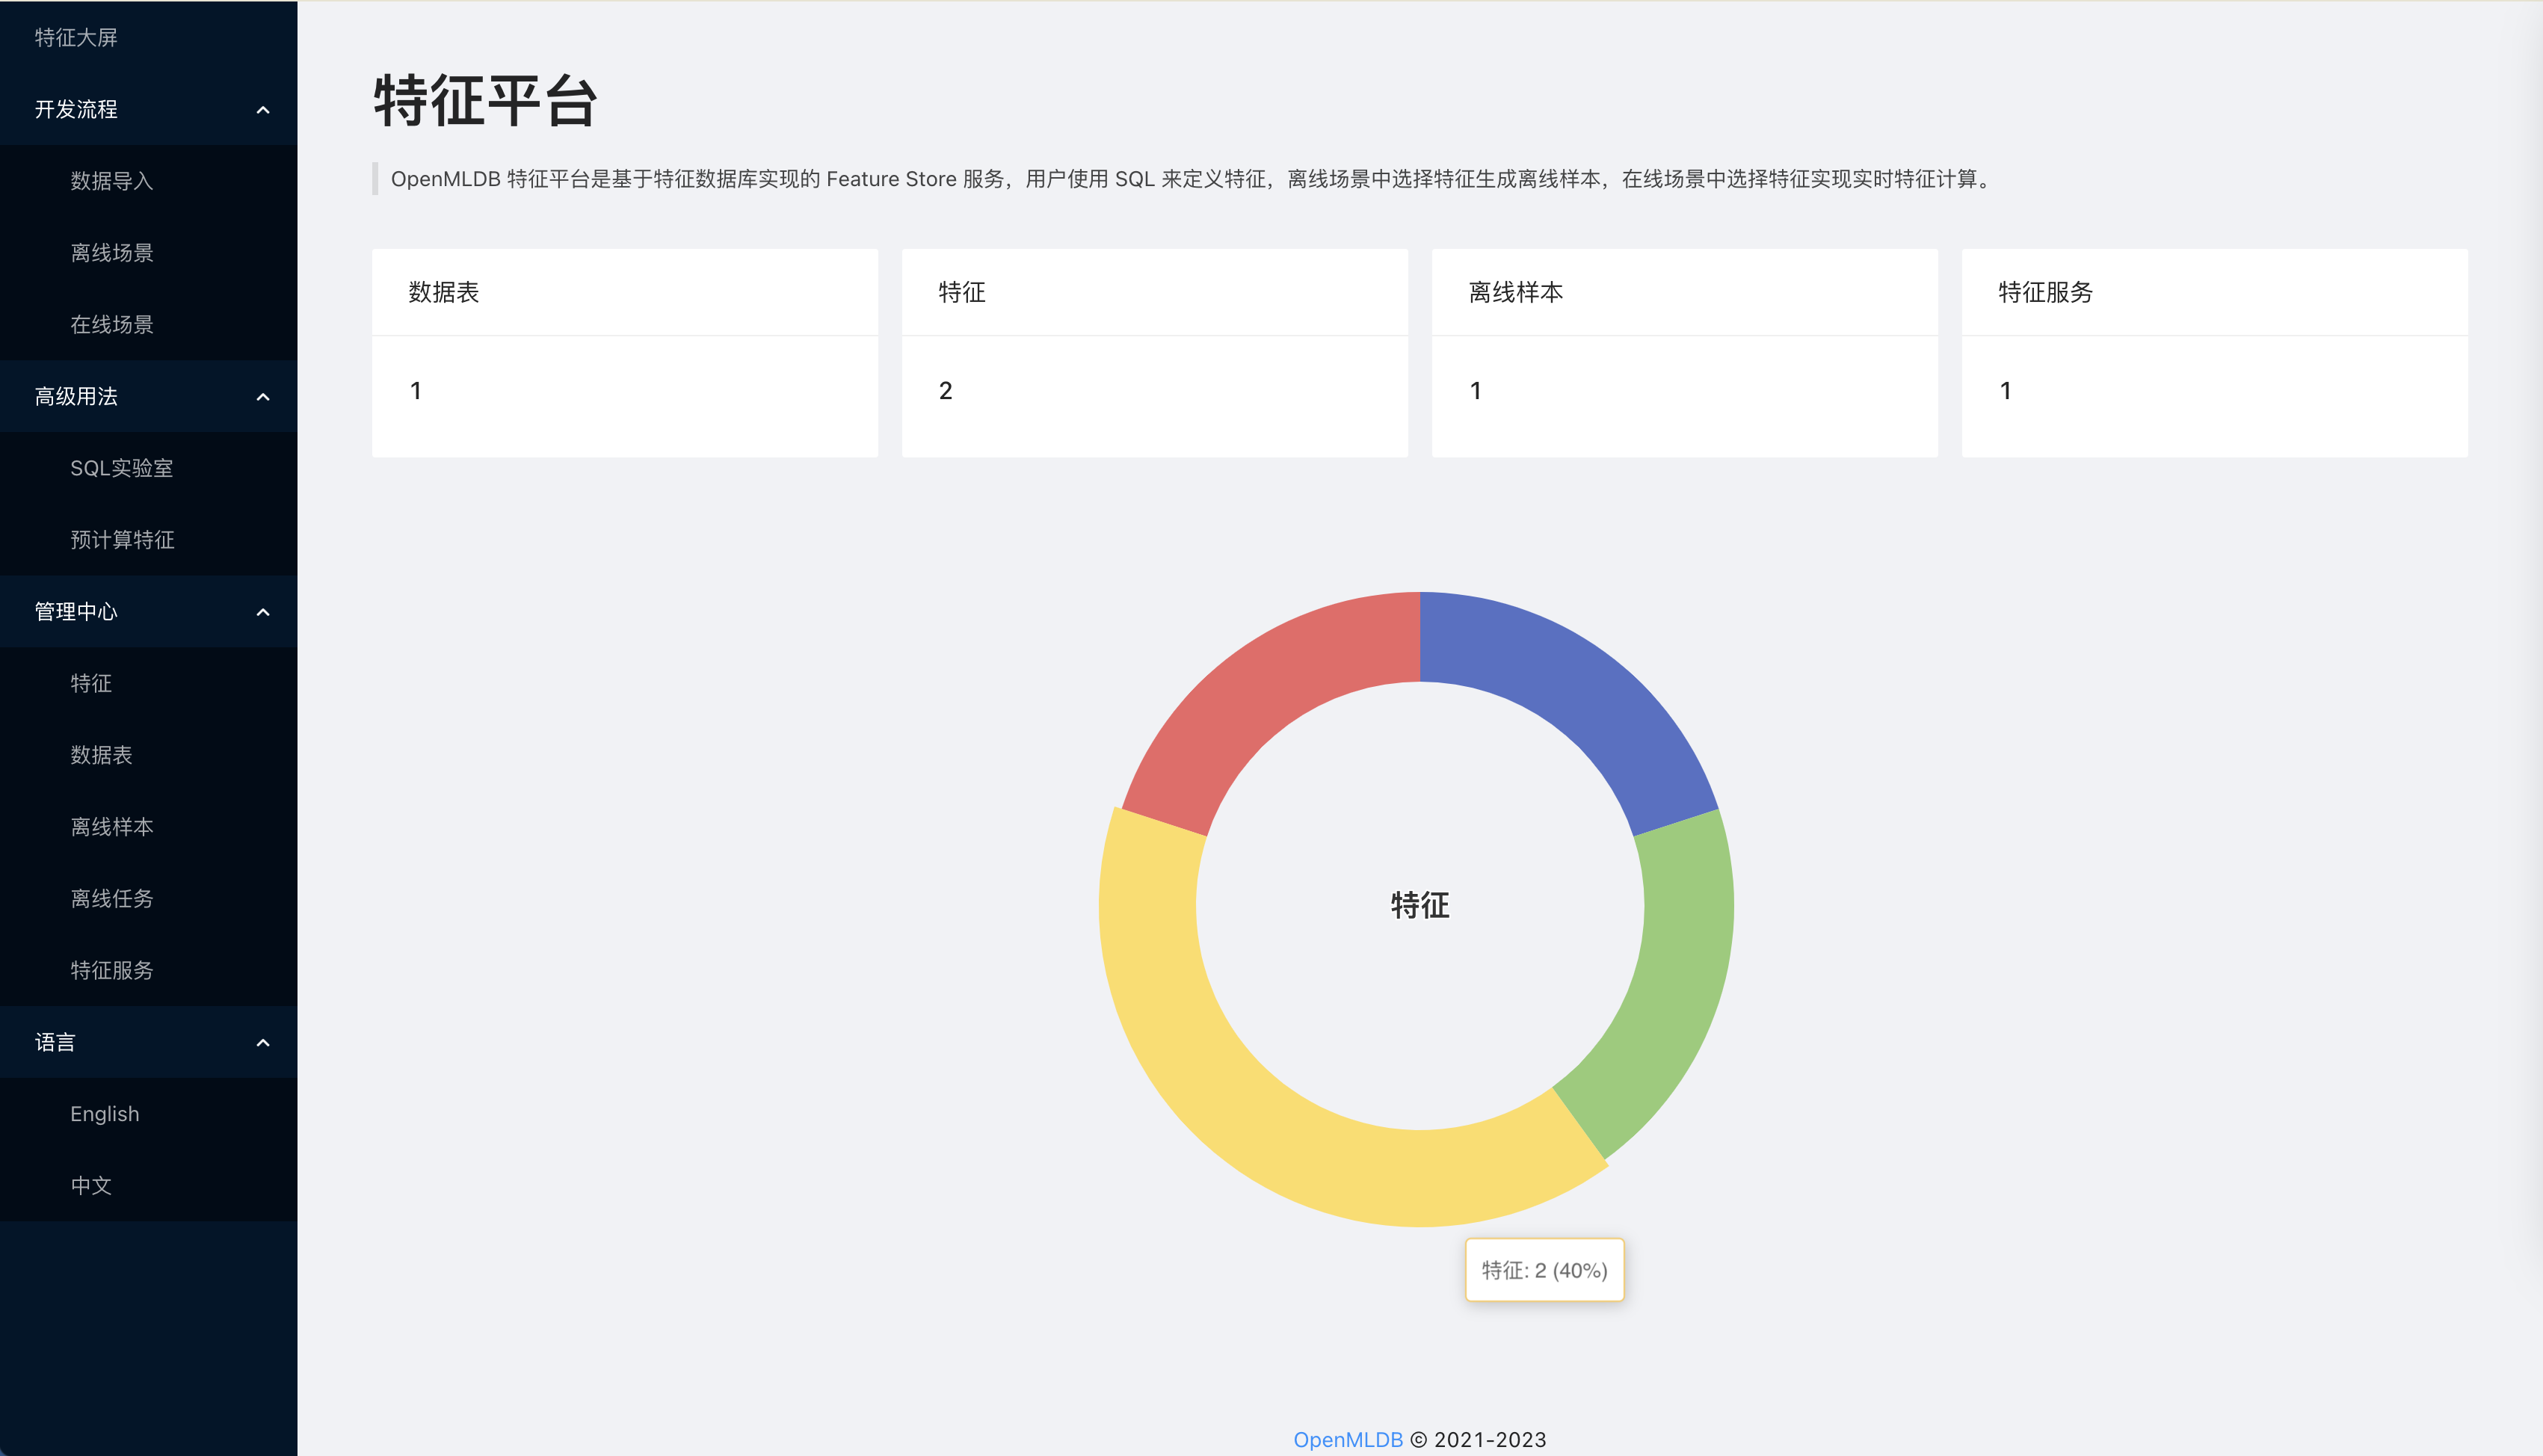 特征大屏
开发流程
数据导入
离线场景
在线场景
高级用法
SQL实验室
预计算特征
管理中心
特征
数据表
离线样本
离线任务
特征服务
语言
English
中文
特征平台
OpenMLDB 特征平台是基于特征数据库实现的 Feature Store 服务，用户使用 SQL 来定义特征，离线场景中选择特征生成离线样本，在线场景中选择特征实现实时特征计算。
数据表
1
特征
2
离线样本
1
特征服务
1
特征
特征: 2 (40%)
OpenMLDB © 2021-2023